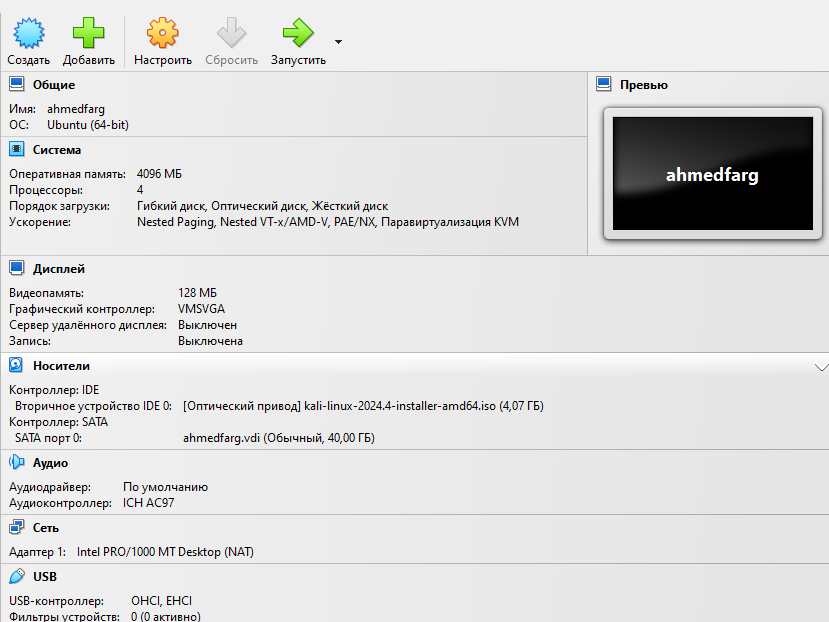 Создать Добавить Настроить Сбросить Запустить
Общие
Имя: ahmedfarg
ОС: Ubuntu (64-bit)
Превью
ahmedfarg
Система
Оперативная память: 4096 МБ
Процессоры: 4
Порядок загрузки: Гибкий диск, Оптический диск, Жёсткий диск
Ускорение: Nested Paging, Nested VT-x/AMD-V, PAE/NX, Паравиртуализация KVM
Дисплей
Видеопамять: 128 МБ
Графический контроллер: VMSVGA
Сервер удалённого дисплея: Выключен
Запись: Выключена
Носители
Контроллер: IDE
Вторичное устройство IDE 0: [Оптический привод] kali-linux-2024.4-installer-amd64.iso (4,07 ГБ)
Контроллер: SATA
SATA порт 0: ahmedfarg.vdi (Обычный, 40,00 ГБ)
Аудио
Аудиодрайвер: По умолчанию
Аудиоконтроллер: ICH AC97
Сеть
Адаптер 1: Intel PRO/1000 MT Desktop (NAT)
USB
USB-контроллер: OHCI, EHCI
Фильтры устройств: 0 (0 активно)